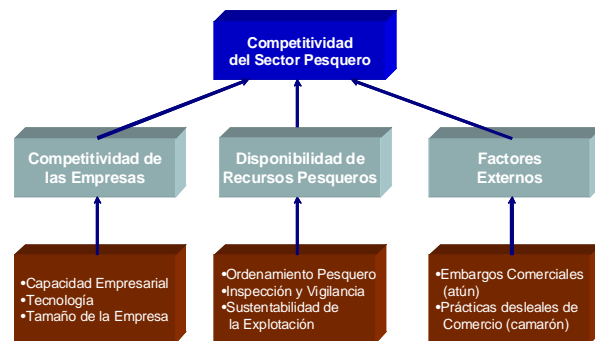 Competitividad
del Sector Pesquero
Competitividad de
las Empresas
Disponibilidad de
Recursos Pesqueros
Factores
Externos
•Capacidad Empresarial
•Tecnología
•Tamaño de la Empresa
•Ordenamiento Pesquero
•Inspección y Vigilancia
•Sustentabilidad de
la Explotación
•Embargos Comerciales
(atún)
•Prácticas desleales de
Comercio (camarón)